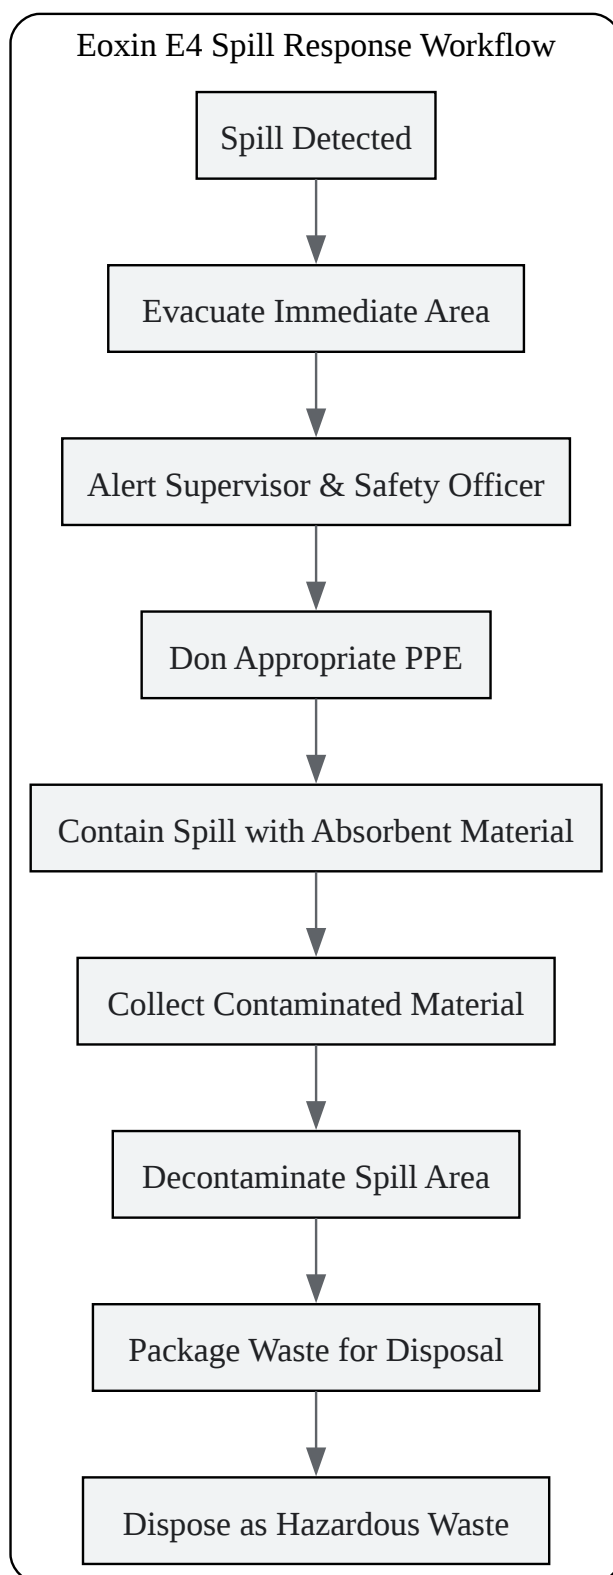 Eoxin E4 Spill Response Workflow
Spill Detected
Evacuate Immediate Area
Alert Supervisor & Safety Officer
Don Appropriate PPE
Contain Spill with Absorbent Material
Collect Contaminated Material
Decontaminate Spill Area
Package Waste for Disposal
Dispose as Hazardous Waste